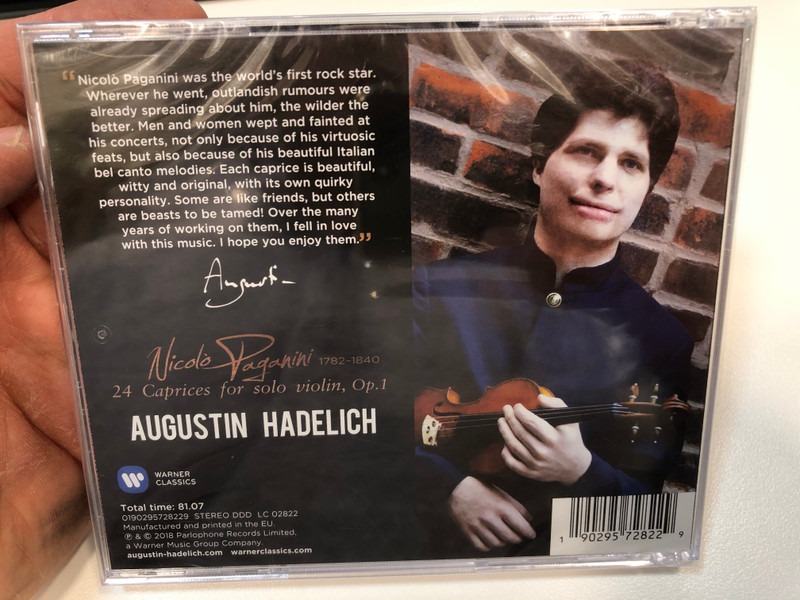 “Nicolò Paganini was the world's first rock star.
Wherever he went, outlandish rumours were
already spreading about him, the wilder the
better. Men and women wept and fainted at
his concerts, not only because of his virtuosic
feats, but also because of his beautiful Italian
bel canto melodies. Each caprice is beautiful,
witty and original, with its own quirky
personality. Some are like friends, but others
are beasts to be tamed! Over the many
years of working on them, I fell in love
with this music. I hope you enjoy them.”
Augustin
Nicolò Paganini 1782-1840
24 Caprices for solo violin, Op.1
AUGUSTIN HADELICH
WARNER
CLASSICS
Total time: 81.07
0190295728229 STEREO DDD LC 02822
Manufactured and printed in the EU.
℗ & © 2018 Parlophone Records Limited,
a Warner Music Group Company.
augustin-hadelich.com warnerclassics.com
1 90295 72822 9